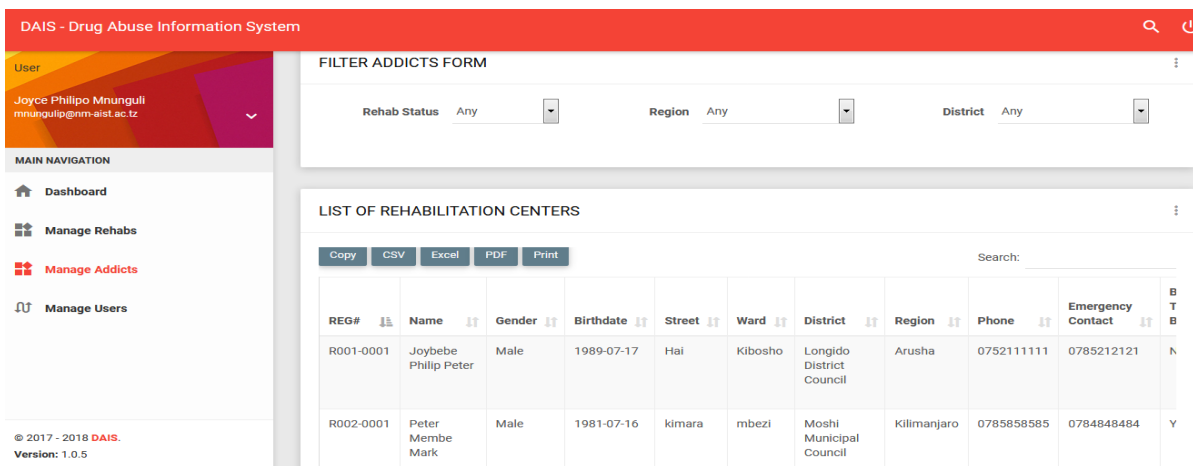 DAIS - Drug Abuse Information System
User
Joyce Philipo Mnunguli
mnungulip@nm-aist.ac.tz
MAIN NAVIGATION
Dashboard
Manage Rehabs
Manage Addicts
Manage Users
© 2017 - 2018 DAIS.
Version: 1.0.5
FILTER ADDICTS FORM
Rehab Status Any Region Any District Any
LIST OF REHABILITATION CENTERS
Copy CSV Excel PDF Print
Search:
REG# Name Gender Birthdate Street Ward District Region Phone Emergency Contact B T B
R001-0001 Joybebe Philip Peter Male 1989-07-17 Hai Kibosho Longido District Council Arusha 0752111111 0785212121 N
R002-0001 Peter Membe Mark Male 1981-07-16 kimara mbezi Moshi Municipal Council Kilimanjaro 0785858585 0784848484 Y